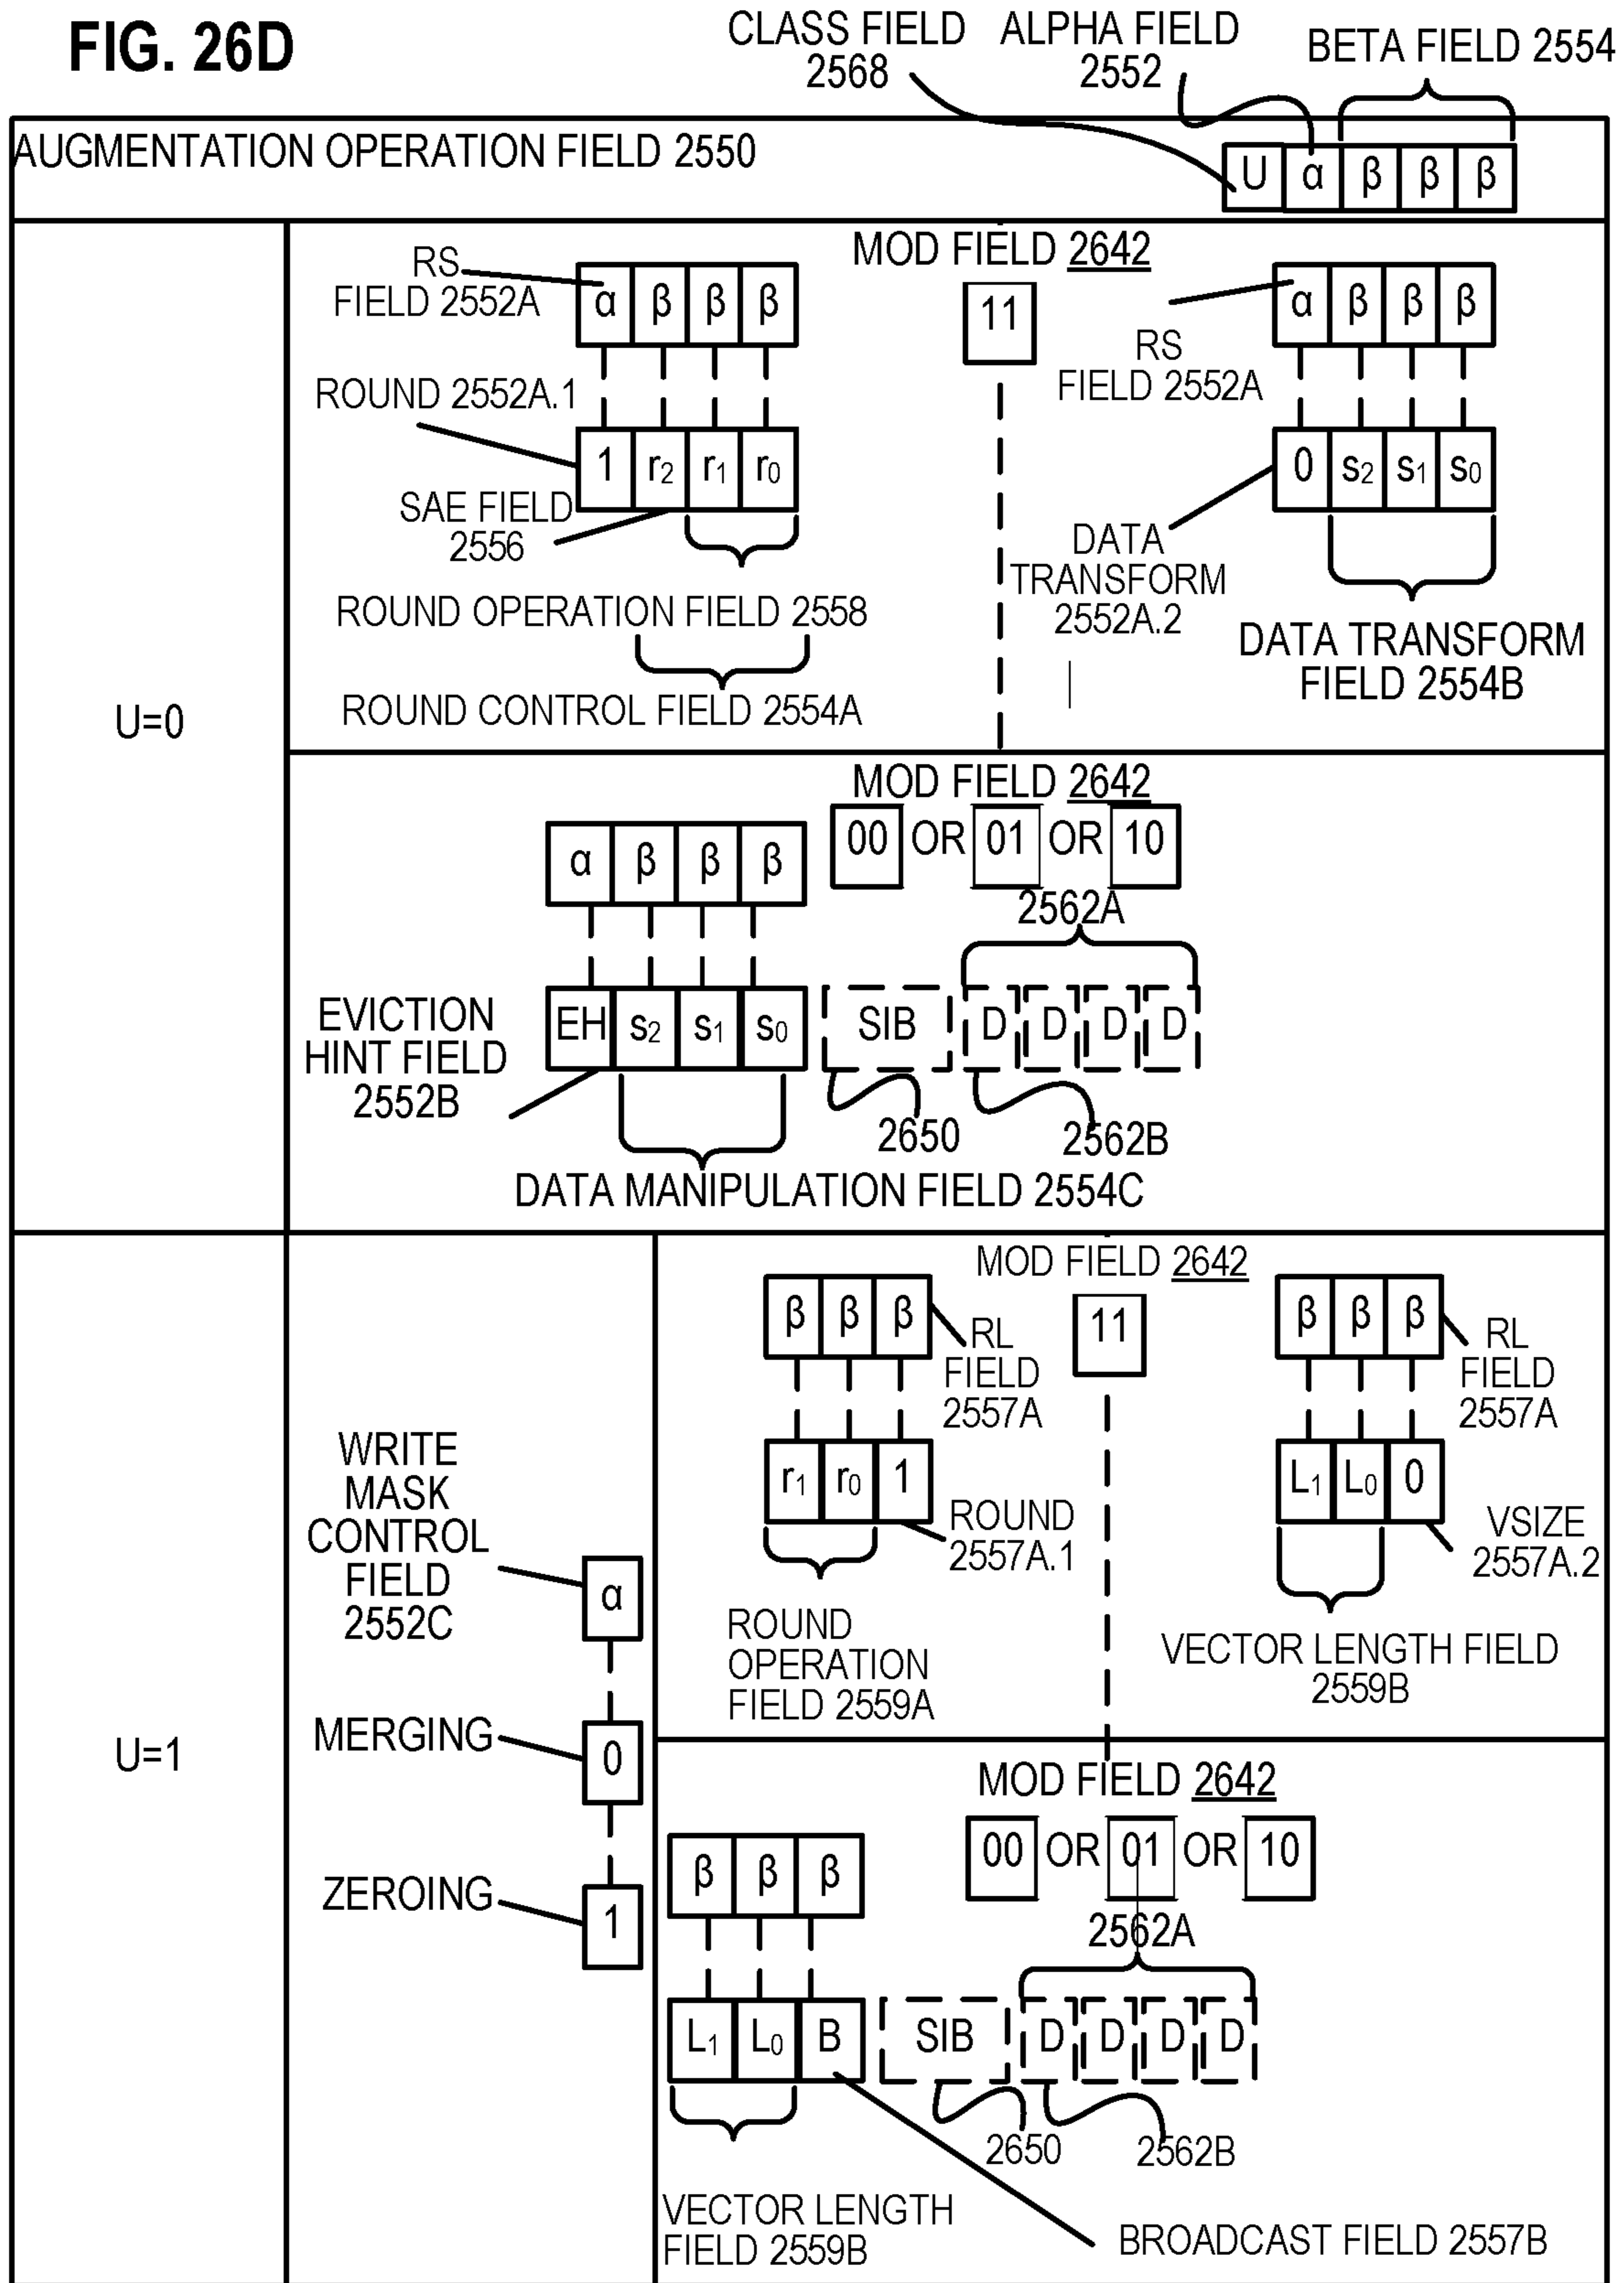 FIG. 26D
CLASS FIELD
2568
ALPHA FIELD
2552
BETA FIELD 2554
AUGMENTATION OPERATION FIELD 2550
U α β β β
U=0
MOD FIELD 2642
11
RS
FIELD 2552A
α β β β
ROUND 2552A.1
1 r2 r1 r0
SAE FIELD
2556
ROUND OPERATION FIELD 2558
ROUND CONTROL FIELD 2554A
α β β β
RS
FIELD 2552A
0 s2 s1 s0
DATA
TRANSFORM
2552A.2
DATA TRANSFORM
FIELD 2554B
MOD FIELD 2642
00 OR 01 OR 10
α β β β
2562A
EVICTION
HINT FIELD
2552B
EH s2 s1 s0 SIB D D D D
2650
2562B
DATA MANIPULATION FIELD 2554C
U=1
WRITE
MASK
CONTROL
FIELD
2552C
α
MERGING
0
ZEROING
1
MOD FIELD 2642
11
β β β
RL
FIELD
2557A
r1 r0 1
ROUND
2557A.1
ROUND
OPERATION
FIELD 2559A
β β β
RL
FIELD
2557A
L1 L0 0
VSIZE
2557A.2
VECTOR LENGTH FIELD
2559B
MOD FIELD 2642
00 OR 01 OR 10
β β β
2562A
L1 L0 B SIB D D D D
2650
2562B
VECTOR LENGTH
FIELD 2559B
BROADCAST FIELD 2557B